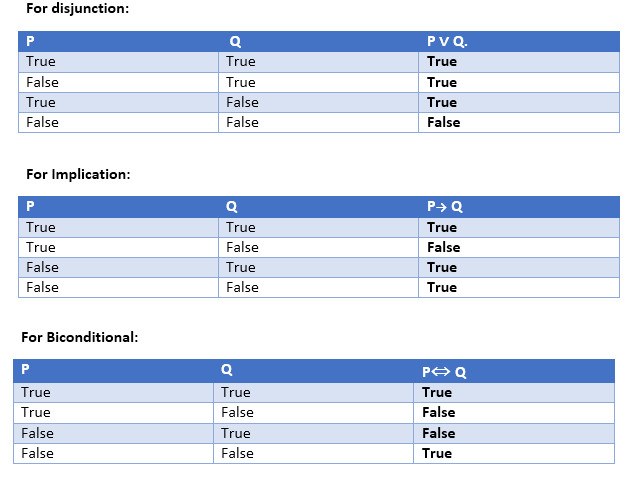 For disjunction:
P Q P V Q.
True True True
False True True
True False True
False False False
For Implication:
P Q P→ Q
True True True
True False False
False True True
False False True
For Biconditional:
P Q P⇔ Q
True True True
True False False
False True False
False False True